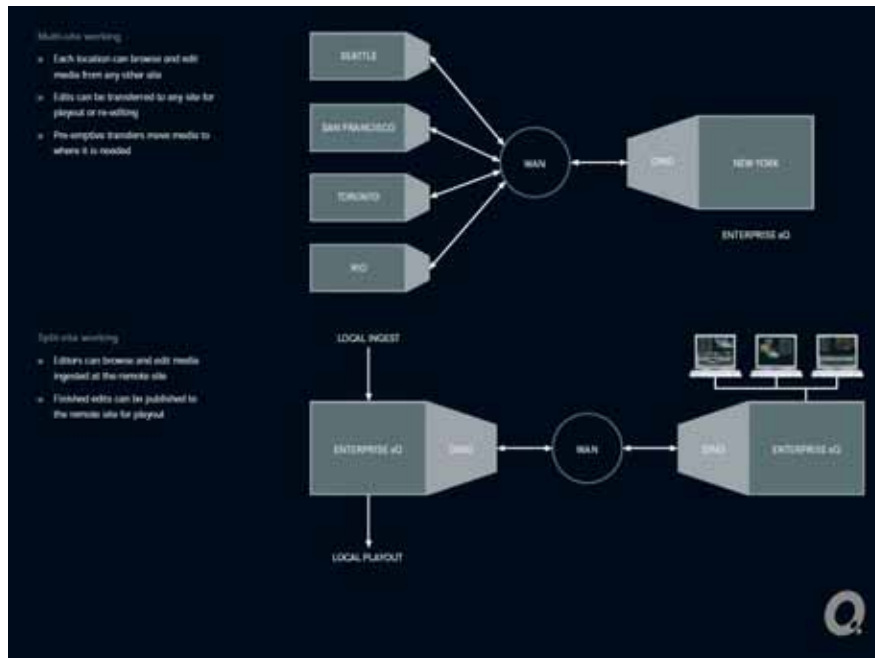 Multi-site working
» Each location can browse and edit
media from any other site
» Edits can be transferred to any site for
playout or re-editing
» Pre-emptive transfers move media to
where it is needed
SEATTLE
SAN FRANCISCO
TORONTO
RIO
WAN
OMG
NEW YORK
ENTERPRISE sQ
Split-site working
» Editors can browse and edit media
ingested at the remote site
» Finished edits can be published to
the remote site for playout
LOCAL INGEST
ENTERPRISE sQ
OMG
WAN
OMG
ENTERPRISE sQ
LOCAL PLAYOUT
Q